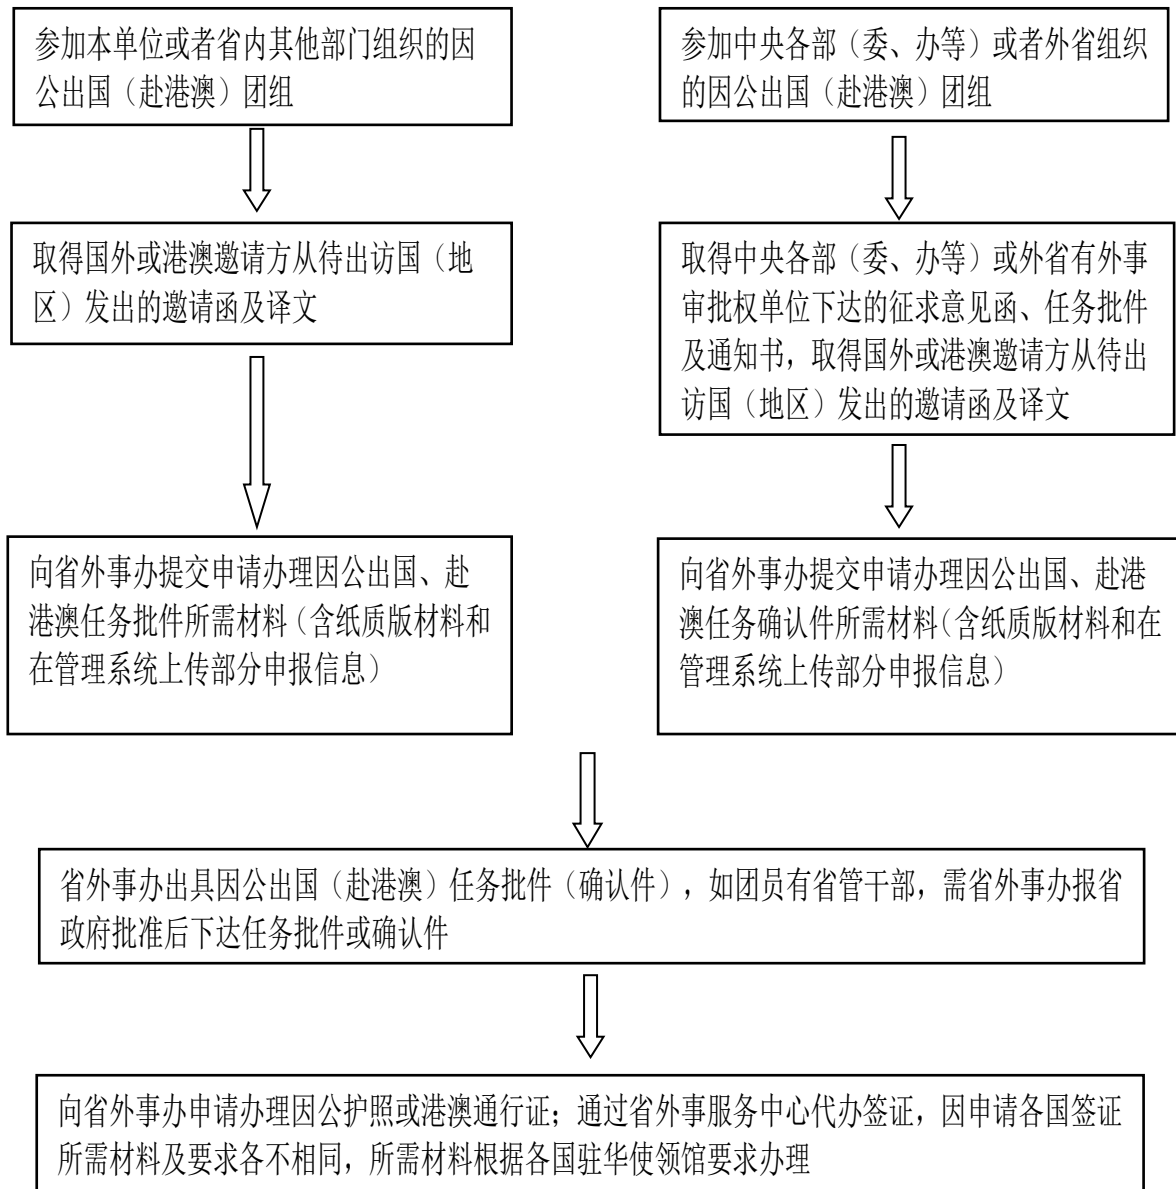 参加本单位或者省内其他部门组织的因
公出国（赴港澳）团组
参加中央各部（委、办等）或者外省组织
的因公出国（赴港澳）团组
取得国外或港澳邀请方从待出访国（地
区）发出的邀请函及译文
取得中央各部（委、办等）或外省有外事
审批权单位下达的征求意见函、任务批件
及通知书，取得国外或港澳邀请方从待出
访国（地区）发出的邀请函及译文
向省外事办提交申请办理因公出国、赴
港澳任务批件所需材料（含纸质版材料和
在管理系统上传部分申报信息）
向省外事办提交申请办理因公出国、赴港
澳任务确认件所需材料（含纸质版材料和在
管理系统上传部分申报信息）
省外事办出具因公出国（赴港澳）任务批件（确认件），如团员有省管干部，需省外事办报省
政府批准后下达任务批件或确认件
向省外事办申请办理因公护照或港澳通行证；通过省外事服务中心代办签证，因申请各国签证
所需材料及要求各不相同，所需材料根据各国驻华使领馆要求办理